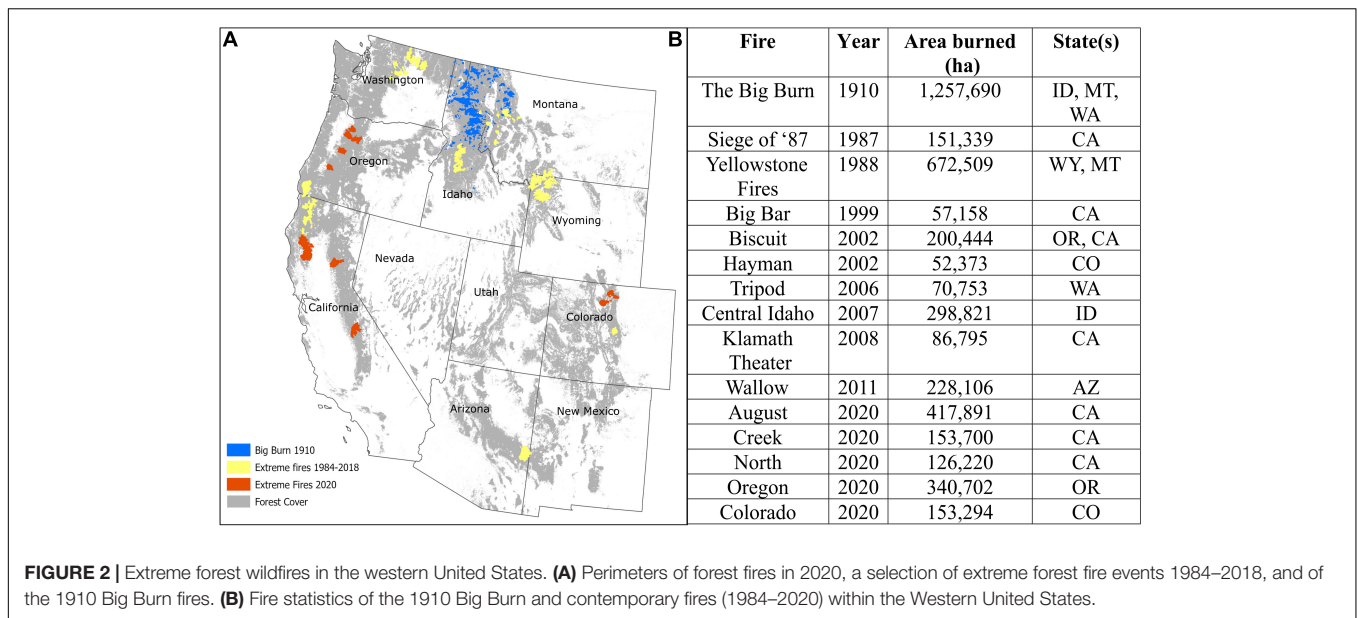 A
Washington
Montana
Oregon
Idaho
Wyoming
Nevada
Utah
California
Colorado
Arizona
New Mexico
Big Burn 1910
Extreme fires 1984-2018
Extreme Fires 2020
Forest Cover
B
Fire Year Area burned (ha) State(s)
The Big Burn 1910 1,257,690 ID, MT, WA
Siege of ‘87 1987 151,339 CA
Yellowstone Fires 1988 672,509 WY, MT
Big Bar 1999 57,158 CA
Biscuit 2002 200,444 OR, CA
Hayman 2002 52,373 CO
Tripod 2006 70,753 WA
Central Idaho 2007 298,821 ID
Klamath Theater 2008 86,795 CA
Wallow 2011 228,106 AZ
August 2020 417,891 CA
Creek 2020 153,700 CA
North 2020 126,220 CA
Oregon 2020 340,702 OR
Colorado 2020 153,294 CO
FIGURE 2 | Extreme forest wildfires in the western United States. (A) Perimeters of forest fires in 2020, a selection of extreme forest fire events 1984–2018, and of
the 1910 Big Burn fires. (B) Fire statistics of the 1910 Big Burn and contemporary fires (1984–2020) within the Western United States.